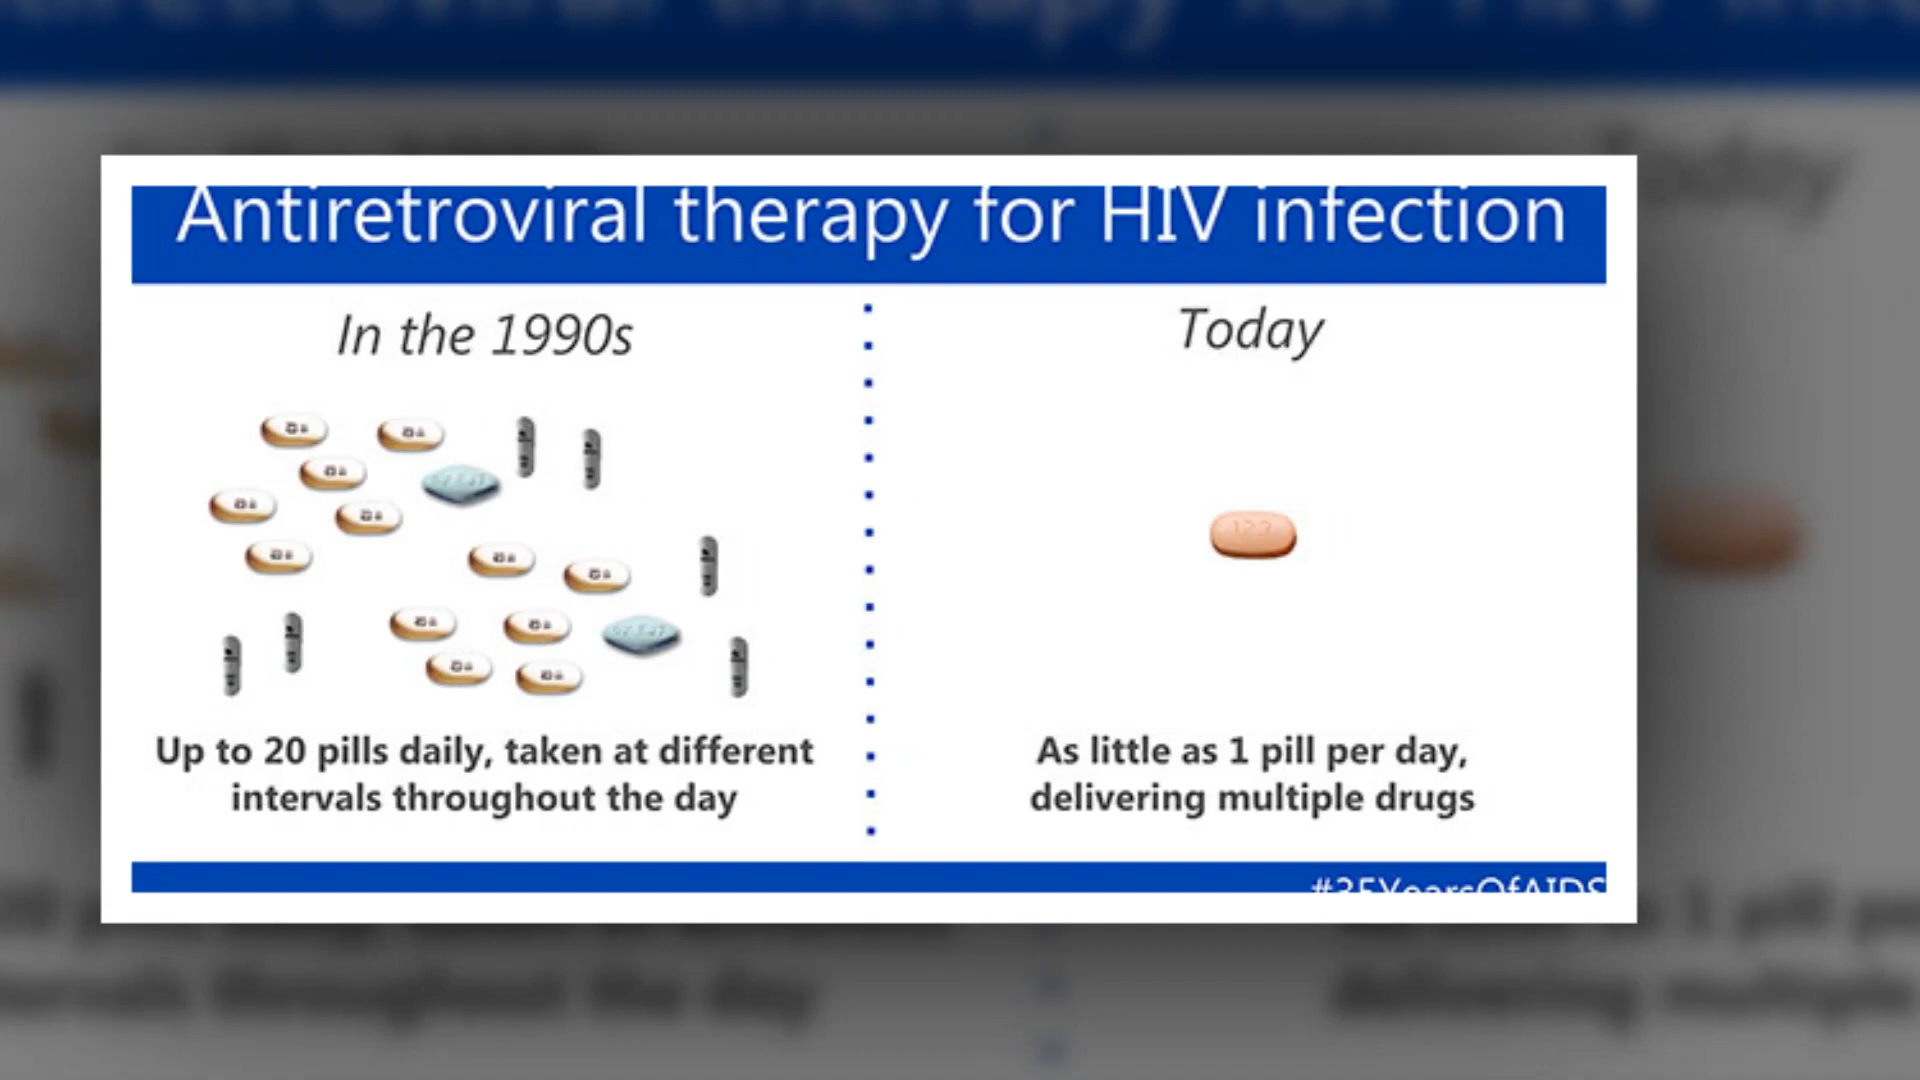 Antiretroviral therapy for HIV infection
In the 1990s
Today
Up to 20 pills daily, taken at different
intervals throughout the day
As little as 1 pill per day,
delivering multiple drugs
#35YearsOfAIDS